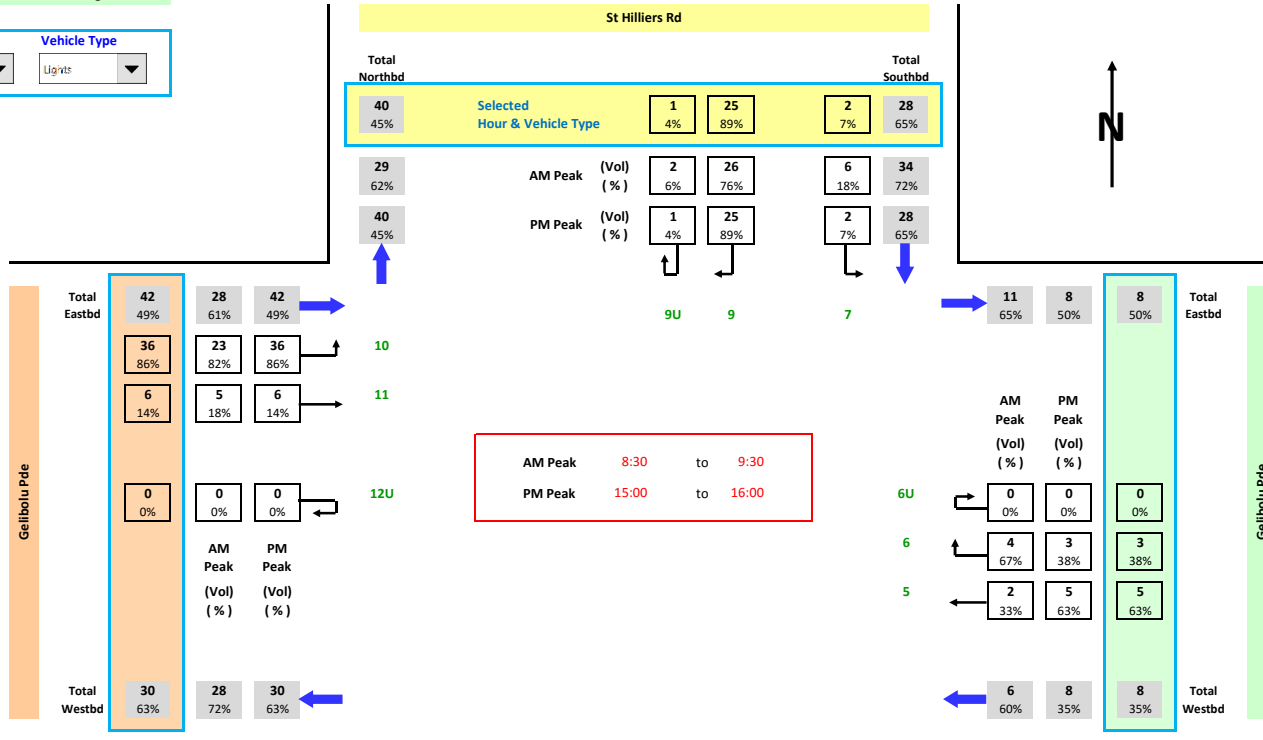 St Hilliers Rd
Vehicle Type
Lights
Total Northbd
Total Southbd
40 45%
Selected Hour & Vehicle Type
1 4%
25 89%
2 7%
28 65%
N
29 62%
AM Peak (Vol) ( % )
2 6%
26 76%
6 18%
34 72%
40 45%
PM Peak (Vol) ( % )
1 4%
25 89%
2 7%
28 65%
9U 9 7
Gelibolu Pde
Total Eastbd
42 49%
28 61%
42 49%
36 86%
23 82%
36 86%
10
6 14%
5 18%
6 14%
11
0 0%
0 0%
0 0%
12U
AM Peak (Vol) ( % )
PM Peak (Vol) ( % )
Total Westbd
30 63%
28 72%
30 63%
AM Peak 8:30 to 9:30
PM Peak 15:00 to 16:00
11 65%
8 50%
8 50%
Total Eastbd
AM Peak (Vol) ( % )
PM Peak (Vol) ( % )
6U
0 0%
0 0%
0 0%
6
4 67%
3 38%
3 38%
5
2 33%
5 63%
5 63%
6 60%
8 35%
8 35%
Total Westbd
Gelibolu Pde